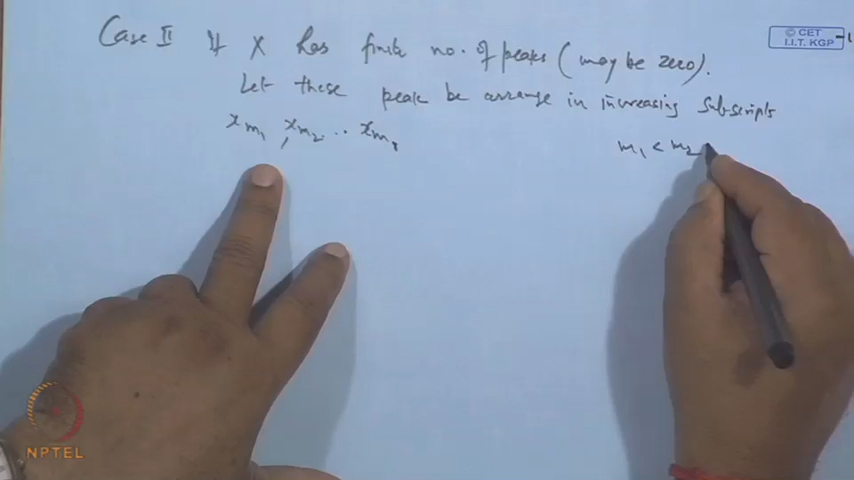 Case II If X has finite no. of peaks (may be zero).
Let these peak be arrange in increasing subscripts
x_{m_1}, x_{m_2} .. x_{m_r}
m_1 < m_2
© CET
I.I.T. KGP
NPTEL